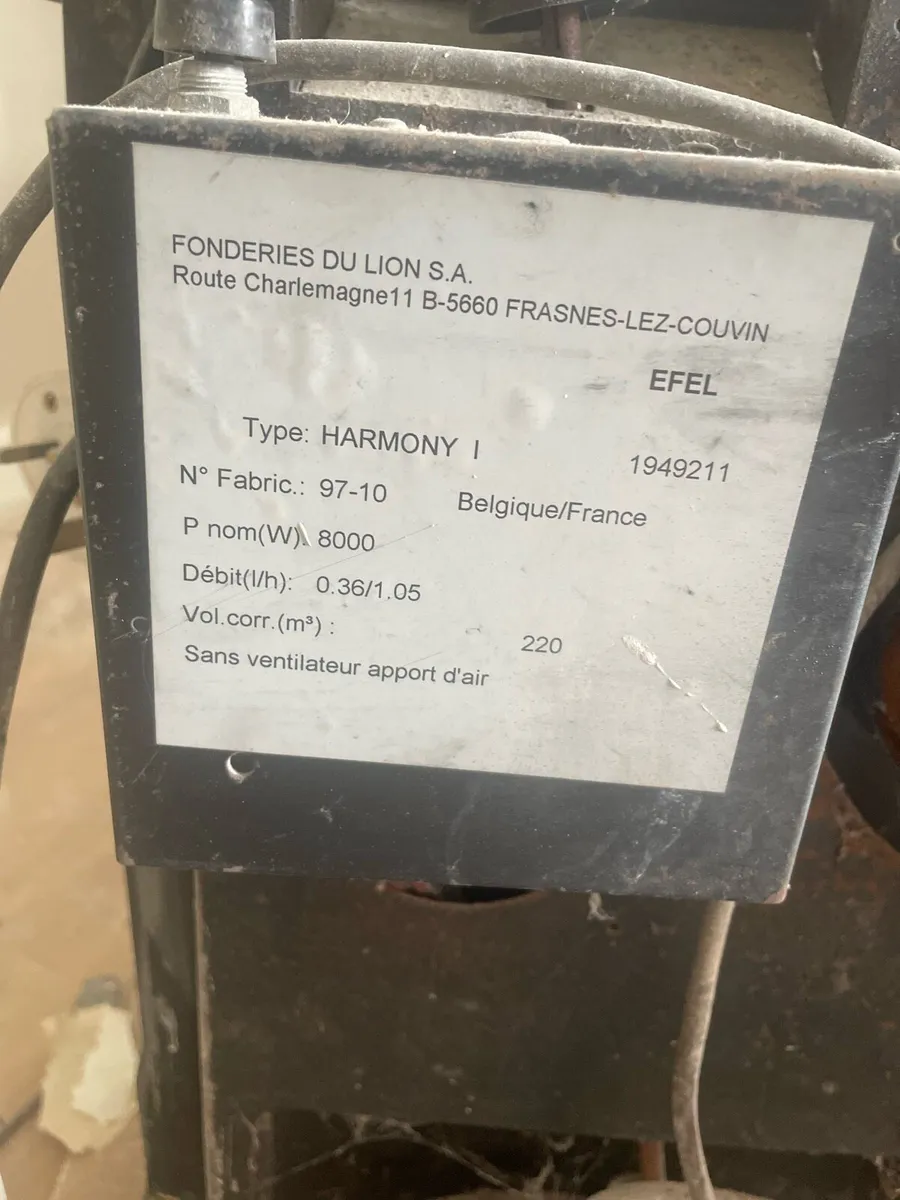 FONDERIES DU LION S.A.
Route Charlemagne11 B-5660 FRASNES-LEZ-COUVIN
EFEL
Type: HARMONY I
1949211
N° Fabric.: 97-10
Belgique/France
P nom(W): 8000
Débit(l/h): 0.36/1.05
Vol.corr.(m³) :
220
Sans ventilateur apport d'air